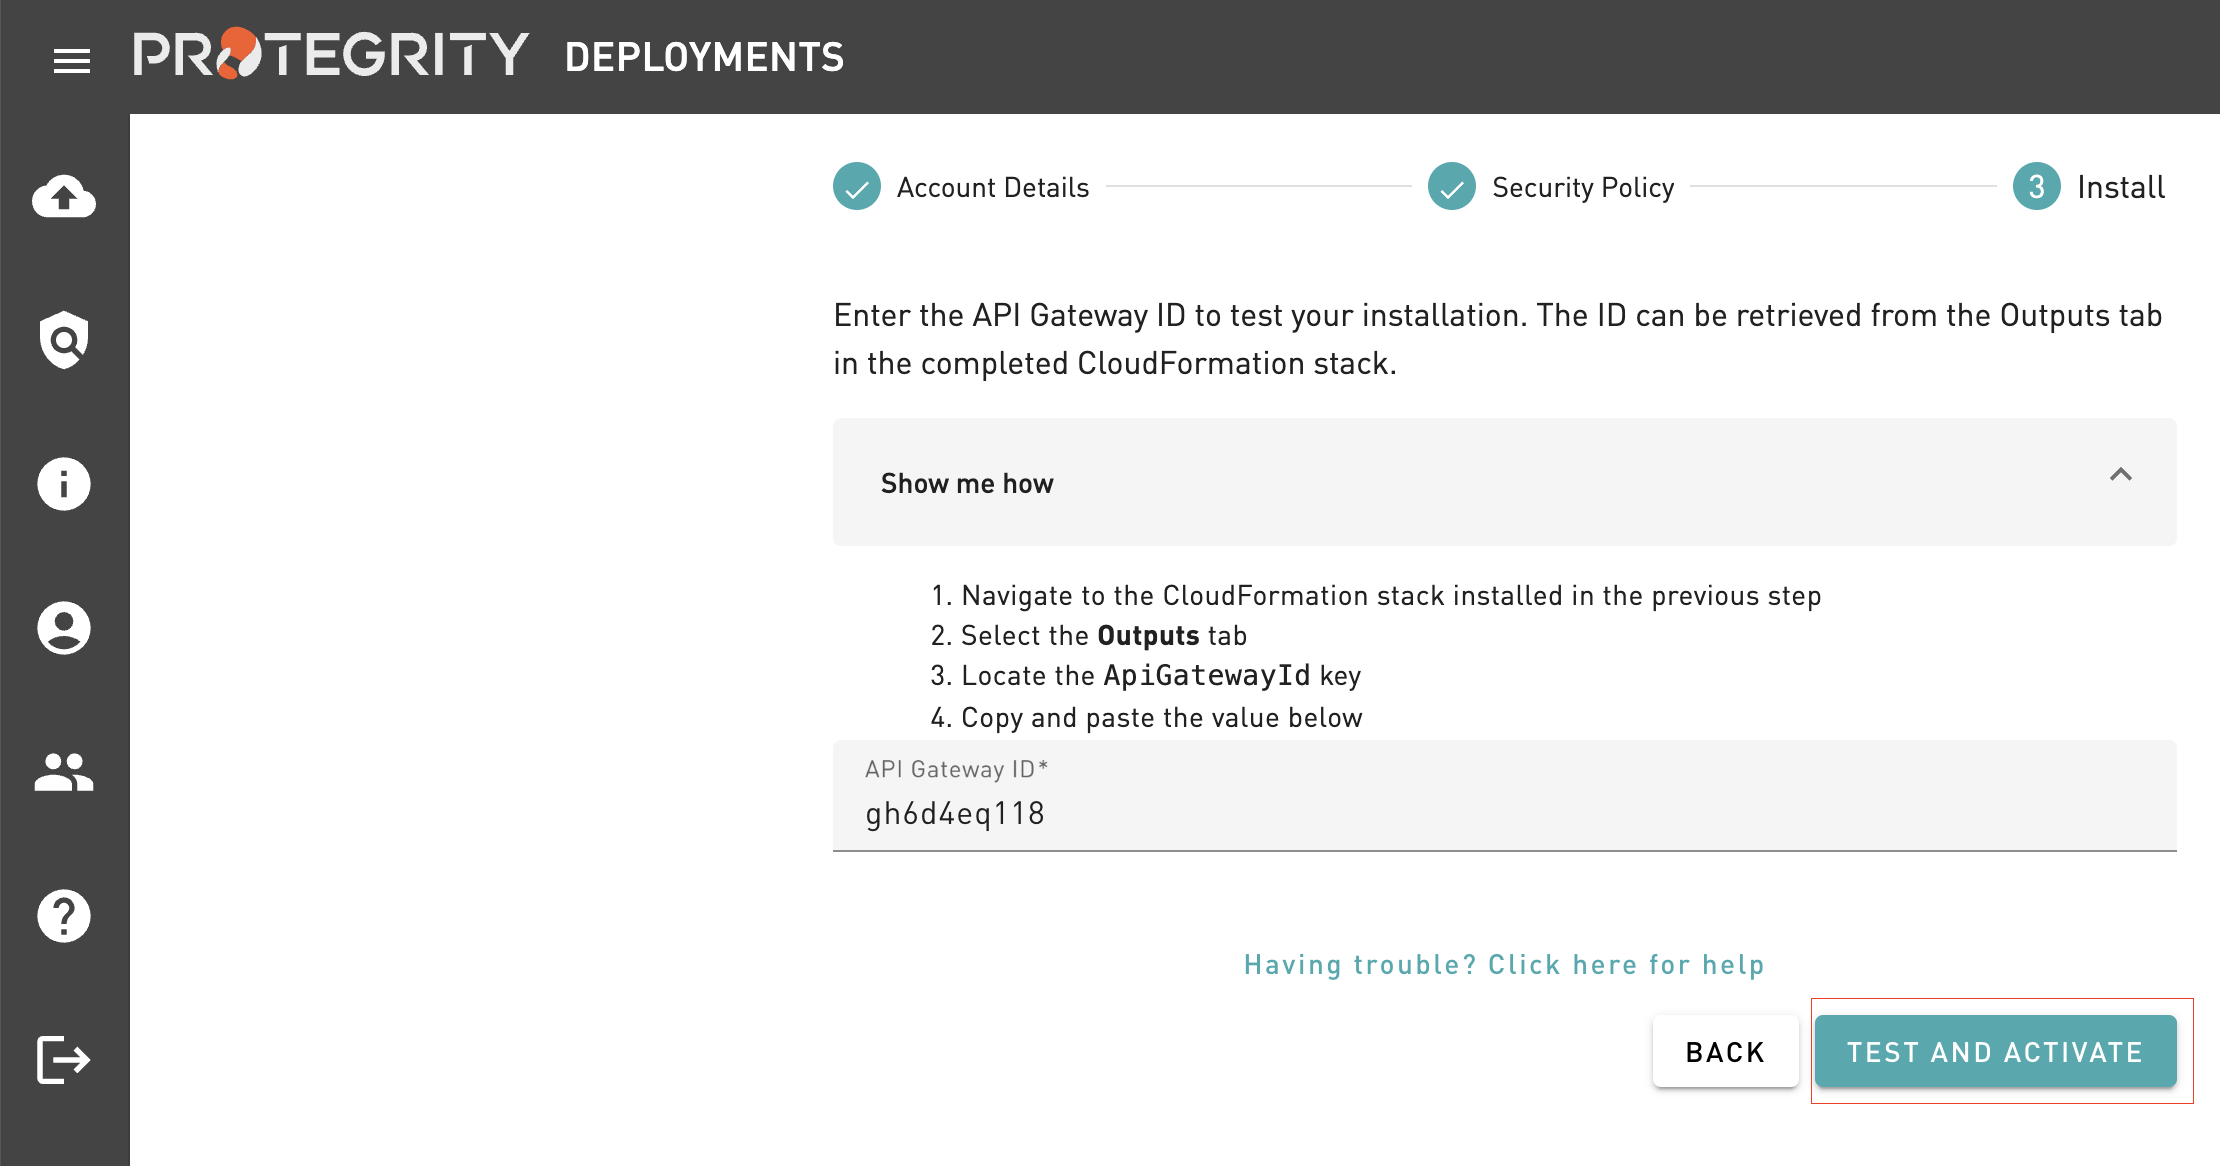 PROTEGRITY DEPLOYMENTS
Account Details
Security Policy
3 Install
Enter the API Gateway ID to test your installation. The ID can be retrieved from the Outputs tab
in the completed CloudFormation stack.
Show me how
1. Navigate to the CloudFormation stack installed in the previous step
2. Select the Outputs tab
3. Locate the ApiGatewayId key
4. Copy and paste the value below
API Gateway ID*
gh6d4eq118
Having trouble? Click here for help
BACK
TEST AND ACTIVATE